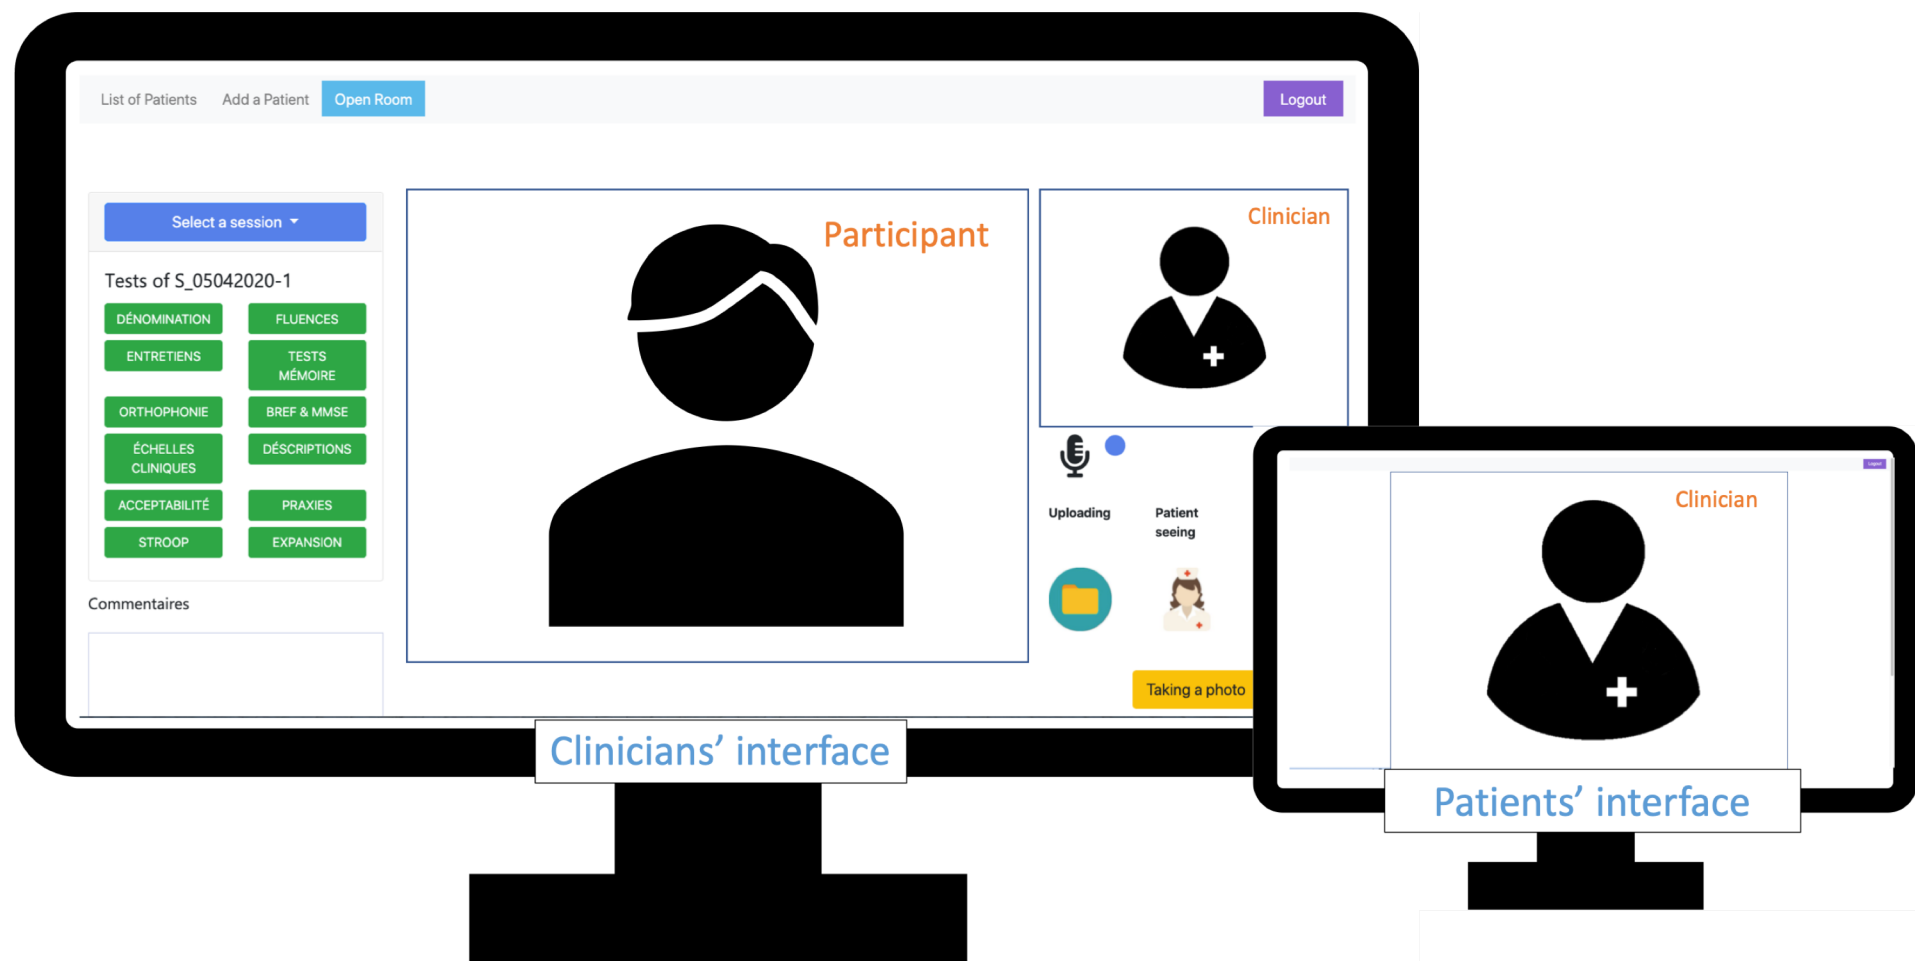 List of Patients Add a Patient Open Room Logout
Select a session
Tests of S_05042020-1
DÉNOMINATION FLUENCES
ENTRETIENS TESTS
MÉMOIRE
ORTHOPHONIE BREF & MMSE
ÉCHELLES
CLINIQUES
DÉSCRIPTIONS
ACCEPTABILITÉ PRAXIES
STROOP EXPANSION
Commentaires
Participant
Clinician
Uploading
Patient
seeing
Taking a photo
Clinicians’ interface
Logout
Clinician
Patients’ interface